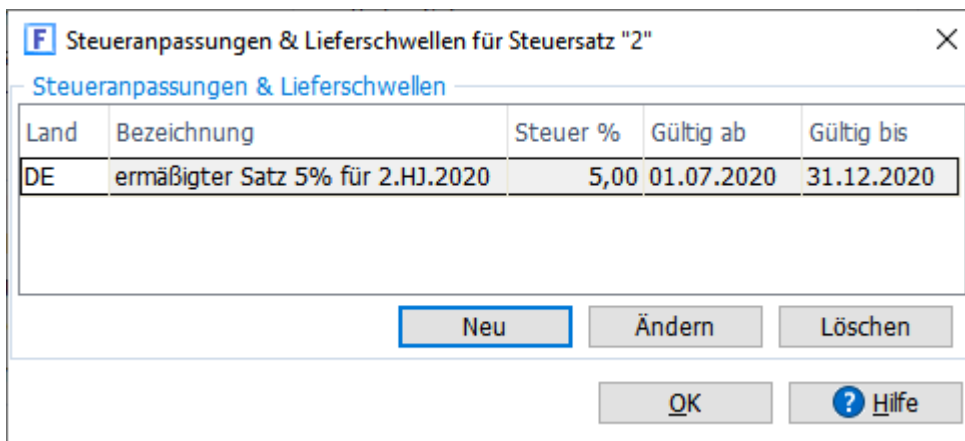 F Steueranpassungen & Lieferschwellen für Steuersatz "2"
Steueranpassungen & Lieferschwellen
Land Bezeichnung Steuer % Gültig ab Gültig bis
DE ermäßigter Satz 5% für 2.HJ.2020 5,00 01.07.2020 31.12.2020
Neu Ändern Löschen
OK ? Hilfe